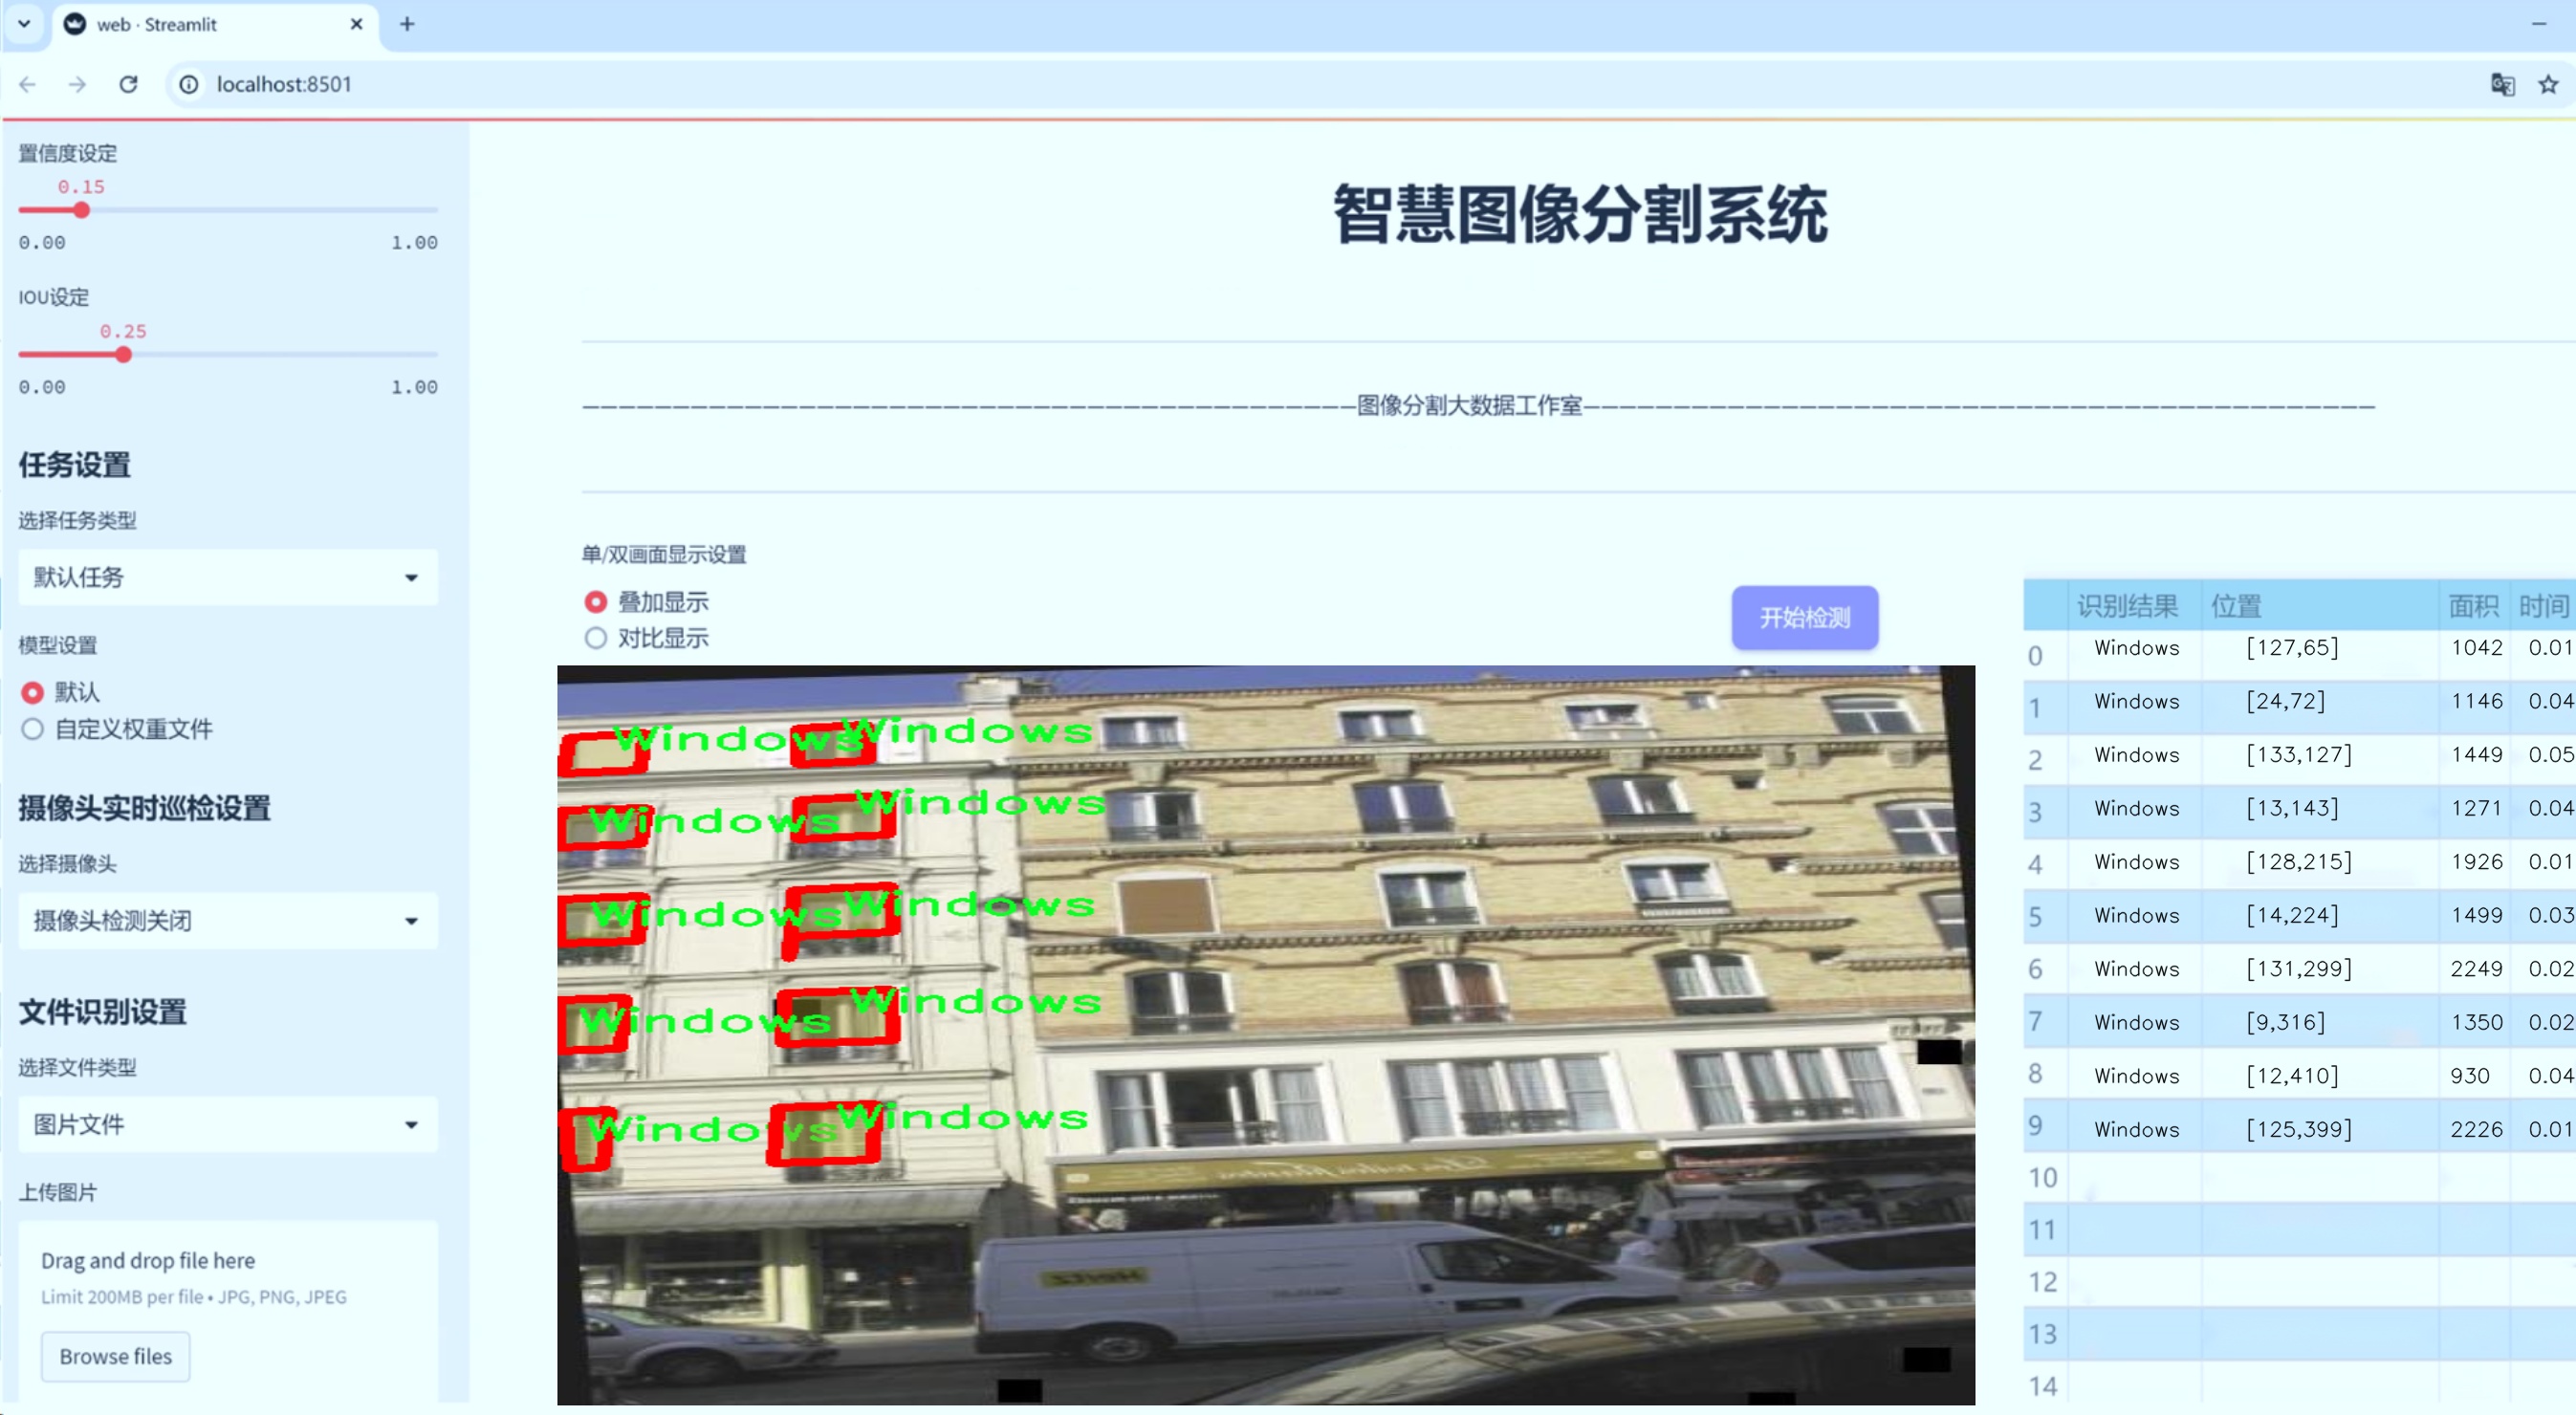 web · Streamlit
localhost:8501
置信度设定
0.15
0.00 1.00
IOU设定
0.25
0.00 1.00
任务设置
选择任务类型
默认任务
模型设置
默认
自定义权重文件
摄像头实时巡检设置
选择摄像头
摄像头检测关闭
文件识别设置
选择文件类型
图片文件
上传图片
Drag and drop file here
Limit 200MB per file • JPG, PNG, JPEG
Browse files
智慧图像分割系统
图像分割大数据工作室
单/双画面显示设置
叠加显示
对比显示
开始检测
Windows Windows
Windows Windows
Windows Windows
Windows Windows
Windows Windows
识别结果 位置 面积 时间
0 Windows [127,65] 1042 0.01
1 Windows [24,72] 1146 0.04
2 Windows [133,127] 1449 0.05
3 Windows [13,143] 1271 0.04
4 Windows [128,215] 1926 0.01
5 Windows [14,224] 1499 0.03
6 Windows [131,299] 2249 0.02
7 Windows [9,316] 1350 0.02
8 Windows [12,410] 930 0.04
9 Windows [125,399] 2226 0.01
10
11
12
13
14